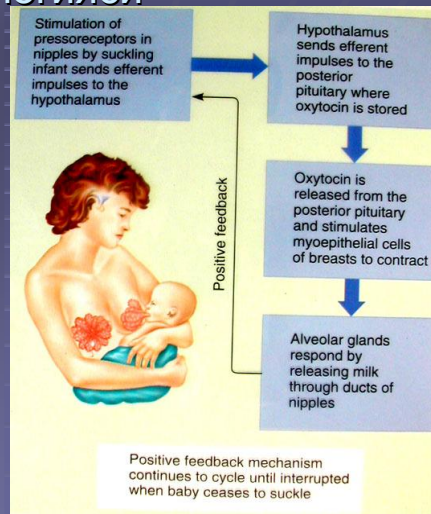 Stimulation of
pressoreceptors in
nipples by suckling
infant sends efferent
impulses to the
hypothalamus
Hypothalamus
sends efferent
impulses to the
posterior
pituitary where
oxytocin is stored
Oxytocin is
released from the
posterior pituitary
and stimulates
myoepithelial cells
of breasts to contract
Positive feedback
Alveolar glands
respond by
releasing milk
through ducts of
nipples
Positive feedback mechanism
continues to cycle until interrupted
when baby ceases to suckle